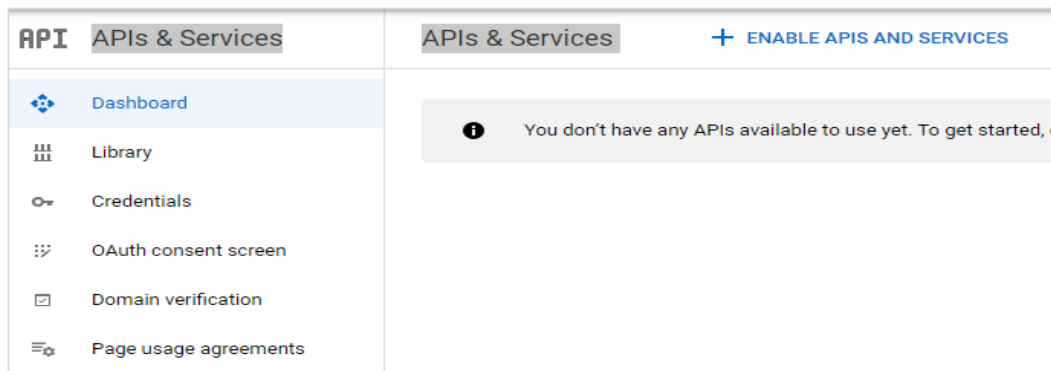 API APIs & Services
APIs & Services
+ ENABLE APIS AND SERVICES
Dashboard
Library
Credentials
OAuth consent screen
Domain verification
Page usage agreements
You don't have any APIs available to use yet. To get started,